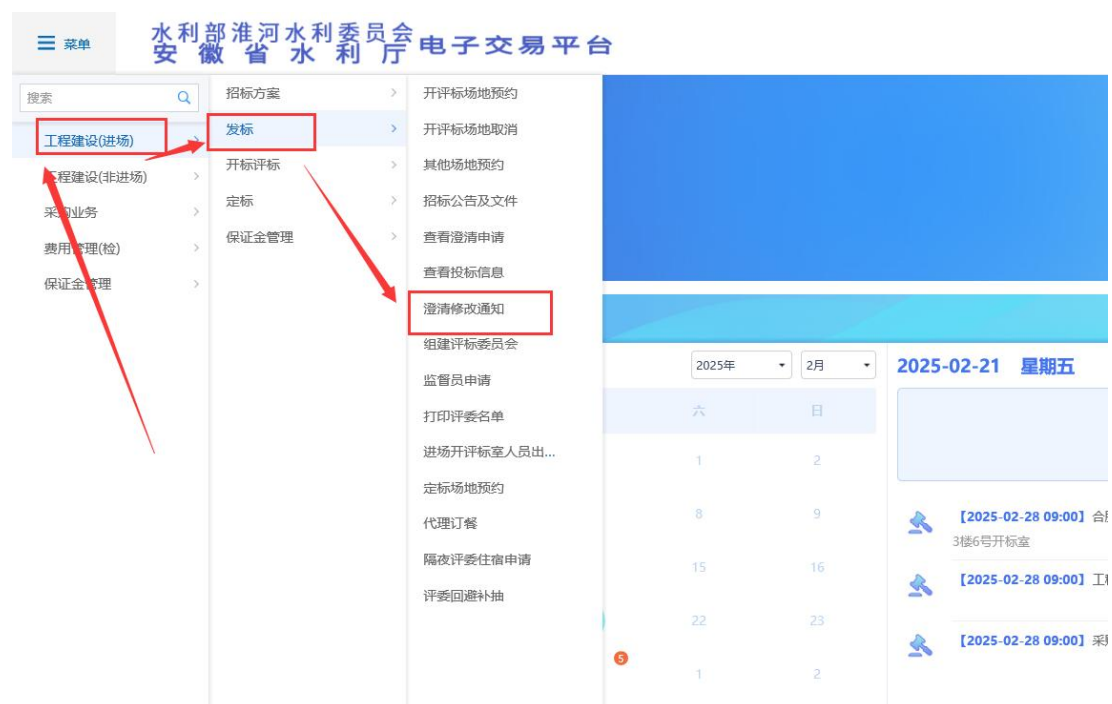 菜单
水利部淮河水利委员会
安徽省水利厅
电子交易平台
搜索
工程建设(进场)
工程建设(非进场)
采购业务
费用管理(检)
保证金管理
招标方案
发标
开标评标
定标
保证金管理
开评标场地预约
开评标场地取消
其他场地预约
招标公告及文件
查看澄清申请
查看投标信息
澄清修改通知
组建评标委员会
监督员申请
打印评委名单
进场开评标室人员出...
定标场地预约
代理订餐
隔夜评委住宿申请
评委回避补抽
2025年 2月
六 日
1 2
8 9
15 16
22 23
5
1 2
2025-02-21 星期五
【2025-02-28 09:00】合
3楼6号开标室
【2025-02-28 09:00】工
【2025-02-28 09:00】采